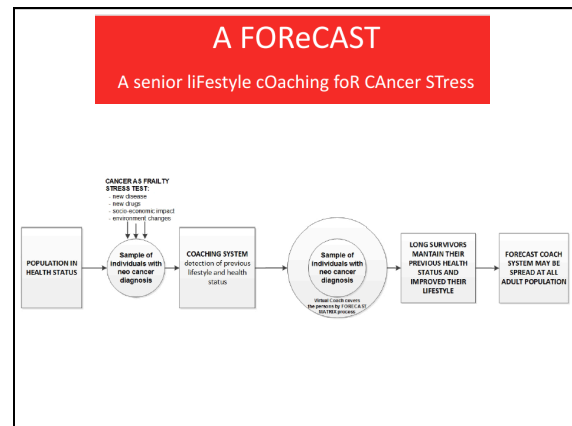 A FOReCAST
A senior liFestyle cOaching foR CAncer STress
CANCER AS FRAILTY
STRESS TEST:
- new disease
- new drugs
- socio-economic impact
- environment changes
POPULATION IN
HEALTH STATUS
Sample of
individuals with
neo cancer
diagnosis
COACHING SYSTEM
detection of previous
lifestyle and health
status
Sample of
individuals with
neo cancer
diagnosis
Virtual Coach covers
the persons by FORECAST
MATRIX process
LONG SURVIVORS
MANTAIN THEIR
PREVIOUS HEALTH
STATUS AND
IMPROVED THEIR
LIFESTYLE
FORECAST COACH
SYSTEM MAY BE
SPREAD AT ALL
ADULT POPULATION